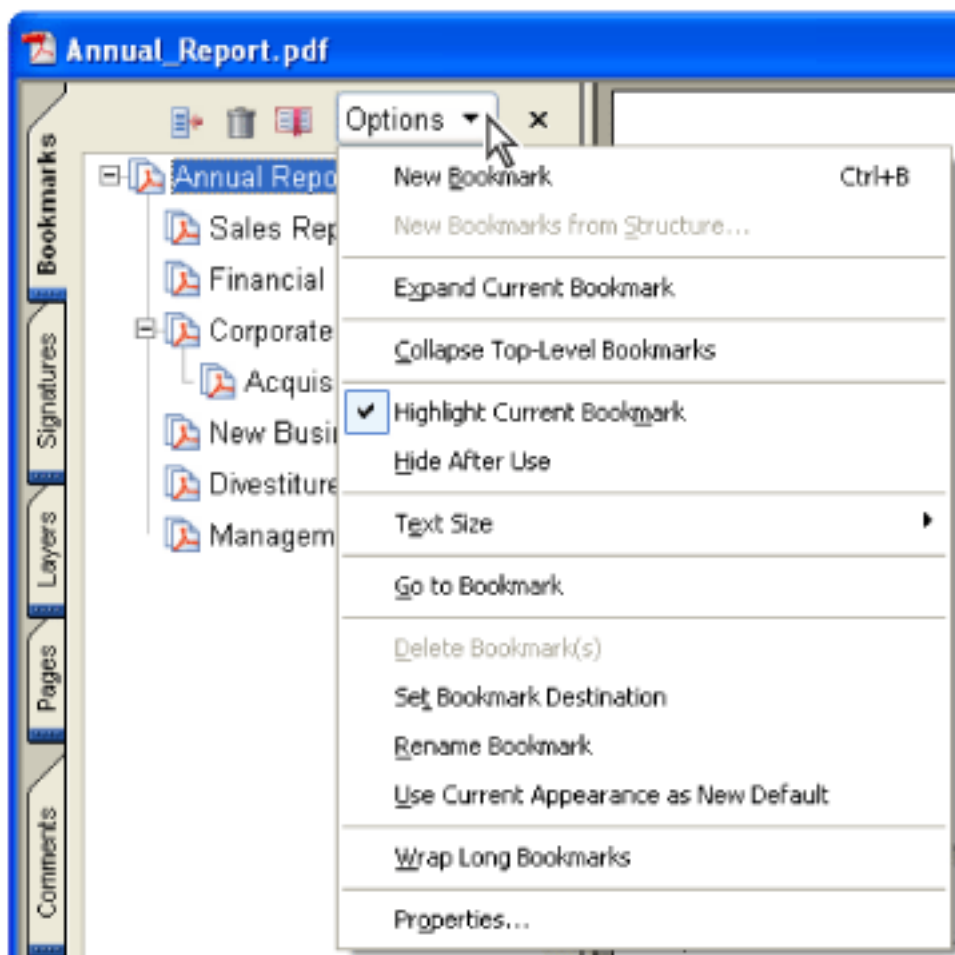 Annual_Report.pdf
Options
Bookmarks
Signatures
Layers
Pages
Comments
Annual Repo
Sales Rep
Financial
Corporate
Acquis
New Busi
Divestiture
Managem
New Bookmark Ctrl+B
New Bookmarks from Structure...
Expand Current Bookmark
Collapse Top-Level Bookmarks
Highlight Current Bookmark
Hide After Use
Text Size
Go to Bookmark
Delete Bookmark(s)
Set Bookmark Destination
Rename Bookmark
Use Current Appearance as New Default
Wrap Long Bookmarks
Properties...